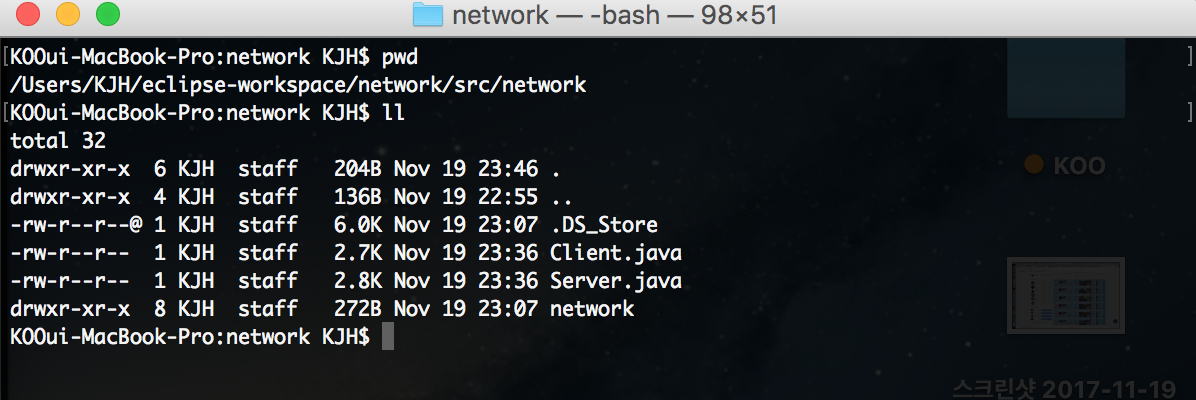 network — -bash — 98×51
[KOOui-MacBook-Pro:network KJH$ pwd ]
/Users/KJH/eclipse-workspace/network/src/network
[KOOui-MacBook-Pro:network KJH$ ll ]
total 32
drwxr-xr-x  6 KJH  staff   204B Nov 19 23:46 .
drwxr-xr-x  4 KJH  staff   136B Nov 19 22:55 ..
-rw-r--r--@ 1 KJH  staff   6.0K Nov 19 23:07 .DS_Store
-rw-r--r--  1 KJH  staff   2.7K Nov 19 23:36 Client.java
-rw-r--r--  1 KJH  staff   2.8K Nov 19 23:36 Server.java
drwxr-xr-x  8 KJH  staff   272B Nov 19 23:07 network
KOOui-MacBook-Pro:network KJH$
KOO
스크린샷 2017-11-19